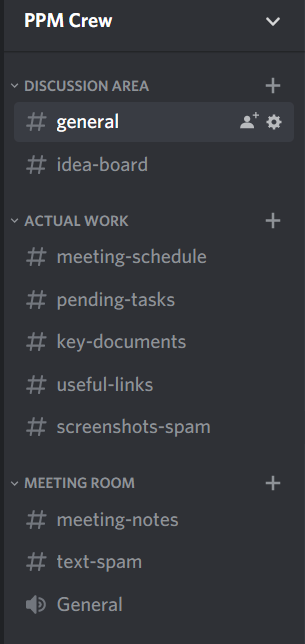 PPM Crew
DISCUSSION AREA
general
idea-board
ACTUAL WORK
meeting-schedule
pending-tasks
key-documents
useful-links
screenshots-spam
MEETING ROOM
meeting-notes
text-spam
General